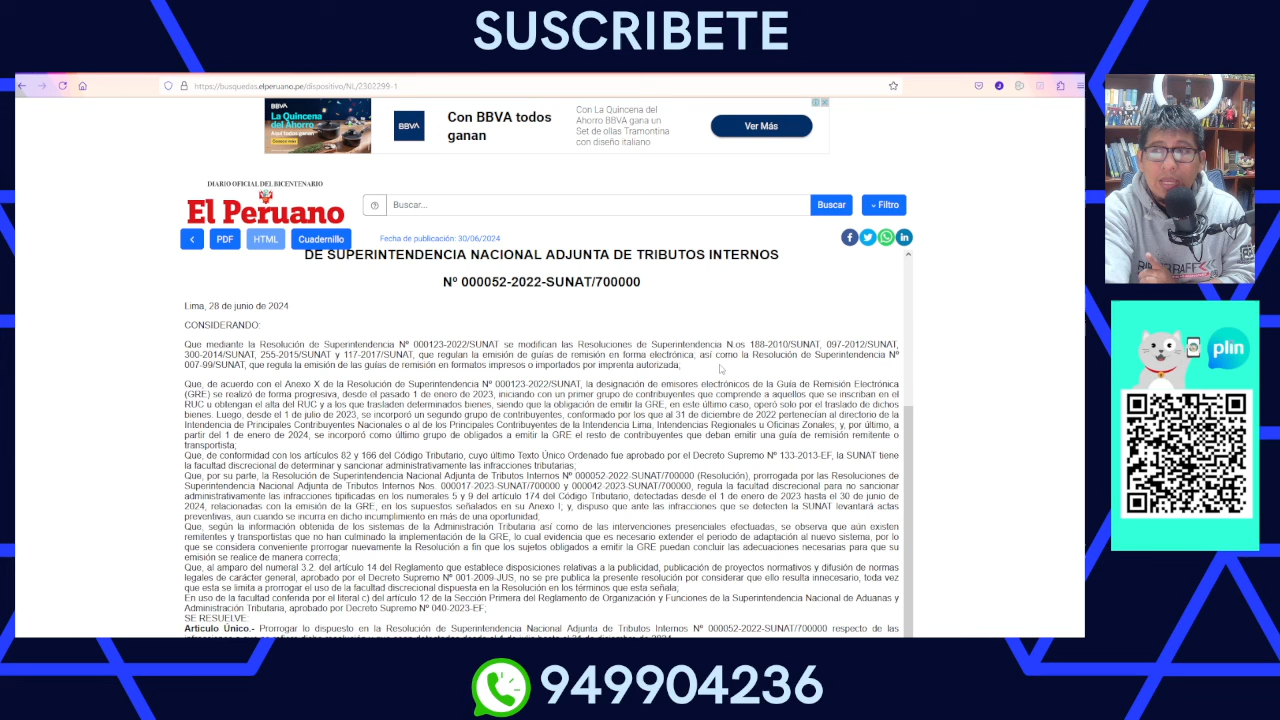 SUSCRIBETE
https://busquedas.elperuano.pe/dispositivo/NL/2302299-1
BBVA
La Quincena
del Ahorro
BBVA
Con BBVA todos
ganan
Con La Quincena del
Ahorro BBVA gana un
Set de ollas Tramontina
con diseño italiano
Ver Más
DIARIO OFICIAL DEL BICENTENARIO
El Peruano
Buscar...
Buscar
Filtro
PDF
HTML
Cuadernillo
Fecha de publicación: 30/06/2024
DE SUPERINTENDENCIA NACIONAL ADJUNTA DE TRIBUTOS INTERNOS
Nº 000052-2022-SUNAT/700000
Lima, 28 de junio de 2024
CONSIDERANDO:
Que mediante la Resolución de Superintendencia Nº 000123-2022/SUNAT se modifican las Resoluciones de Superintendencia N.os 188-2010/SUNAT, 097-2012/SUNAT,
300-2014/SUNAT, 255-2015/SUNAT y 117-2017/SUNAT, que regulan la emisión de guías de remisión en forma electrónica, así como la Resolución de Superintendencia Nº
007-99/SUNAT, que regula la emisión de las guías de remisión en formatos impresos o importados por imprenta autorizada;
Que, de acuerdo con el Anexo X de la Resolución de Superintendencia Nº 000123-2022/SUNAT, la designación de emisores electrónicos de la Guía de Remisión Electrónica
(GRE) se realizó de forma progresiva, desde el pasado 1 de enero de 2023, iniciando con un primer grupo de contribuyentes que comprende a aquellos que se inscriban en el
RUC u obtengan el alta del RUC y a los que trasladen determinados bienes, siendo que la obligación de emitir la GRE, en este último caso, operó solo por el traslado de dichos
bienes. Luego, desde el 1 de julio de 2023, se incorporó un segundo grupo de contribuyentes, conformado por los que al 31 de diciembre de 2022 pertenecían al directorio de la
Intendencia de Principales Contribuyentes Nacionales o al de los Principales Contribuyentes de la Intendencia Lima, Intendencias Regionales u Oficinas Zonales; y, por último, a
partir del 1 de enero de 2024, se incorporó como último grupo de obligados a emitir la GRE el resto de contribuyentes que deban emitir una guía de remisión remitente o
transportista;
Que, de conformidad con los artículos 82 y 166 del Código Tributario, cuyo último Texto Único Ordenado fue aprobado por el Decreto Supremo Nº 133-2013-EF, la SUNAT tiene
la facultad discrecional de determinar y sancionar administrativamente las infracciones tributarias;
Que, por su parte, la Resolución de Superintendencia Nacional Adjunta de Tributos Internos Nº 000052-2022-SUNAT/700000 (Resolución), prorrogada por las Resoluciones de
Superintendencia Nacional Adjunta de Tributos Internos Nos. 000017-2023-SUNAT/700000 y 000042-2023-SUNAT/700000, regula la facultad discrecional para no sancionar
administrativamente las infracciones tipificadas en los numerales 5 y 9 del artículo 174 del Código Tributario, detectadas desde el 1 de enero de 2023 hasta el 30 de junio de
2024, relacionadas con la emisión de la GRE, en los supuestos señalados en su Anexo I; y, dispuso que ante las infracciones que se detecten la SUNAT levantará actas
preventivas, aun cuando se incurra en dicho incumplimiento en más de una oportunidad;
Que, según la información obtenida de los sistemas de la Administración Tributaria así como de las intervenciones presenciales efectuadas, se observa que aún existen
remitentes y transportistas que no han culminado la implementación de la GRE, lo cual evidencia que es necesario extender el periodo de adaptación al nuevo sistema, por lo
que se considera conveniente prorrogar nuevamente la Resolución a fin que los sujetos obligados a emitir la GRE puedan concluir las adecuaciones necesarias para que su
emisión se realice de manera correcta;
Que, al amparo del numeral 3.2. del artículo 14 del Reglamento que establece disposiciones relativas a la publicidad, publicación de proyectos normativos y difusión de normas
legales de carácter general, aprobado por el Decreto Supremo Nº 001-2009-JUS, no se pre publica la presente resolución por considerar que ello resulta innecesario, toda vez
que esta se limita a prorrogar el uso de la facultad discrecional dispuesta en la Resolución en los términos que esta señala;
En uso de la facultad conferida por el literal c) del artículo 12 de la Sección Primera del Reglamento de Organización y Funciones de la Superintendencia Nacional de Aduanas y
Administración Tributaria, aprobado por Decreto Supremo Nº 040-2023-EF;
SE RESUELVE:
Artículo Único.- Prorrogar lo dispuesto en la Resolución de Superintendencia Nacional Adjunta de Tributos Internos Nº 000052-2022-SUNAT/700000 respecto de las
plin
949904236